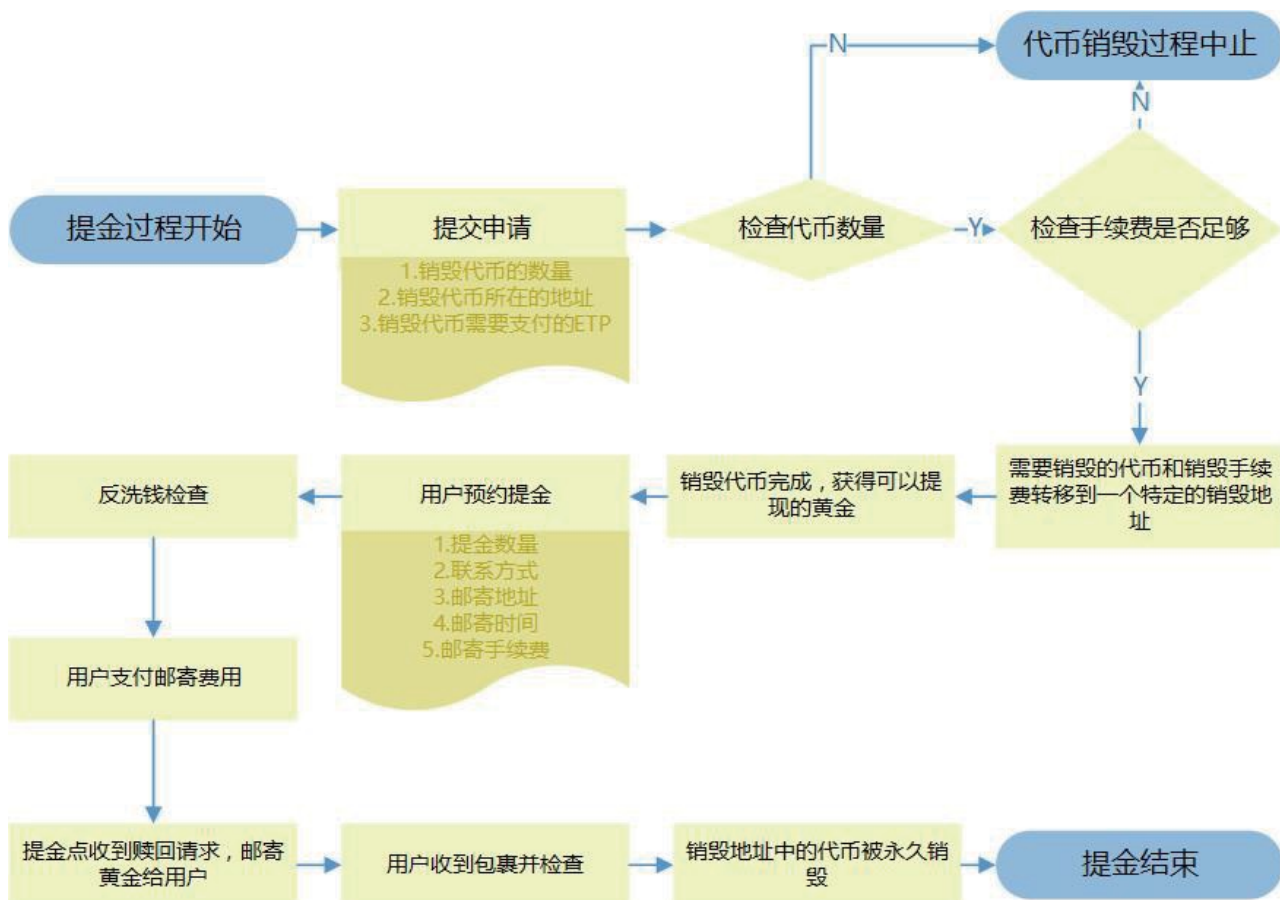 N
代币销毁过程中止
N
提金过程开始
提交申请
检查代币数量
Y
检查手续费是否足够
1.销毁代币的数量
2.销毁代币所在的地址
3.销毁代币需要支付的ETP
Y
反洗钱检查
用户预约提金
销毁代币完成，获得可以提
现的黄金
需要销毁的代币和销毁手续
费转移到一个特定的销毁地
址
1.提金数量
2.联系方式
3.邮寄地址
4.邮寄时间
5.邮寄手续费
用户支付邮寄费用
提金点收到赎回请求，邮寄
黄金给用户
用户收到包裹并检查
销毁地址中的代币被永久销
毁
提金结束